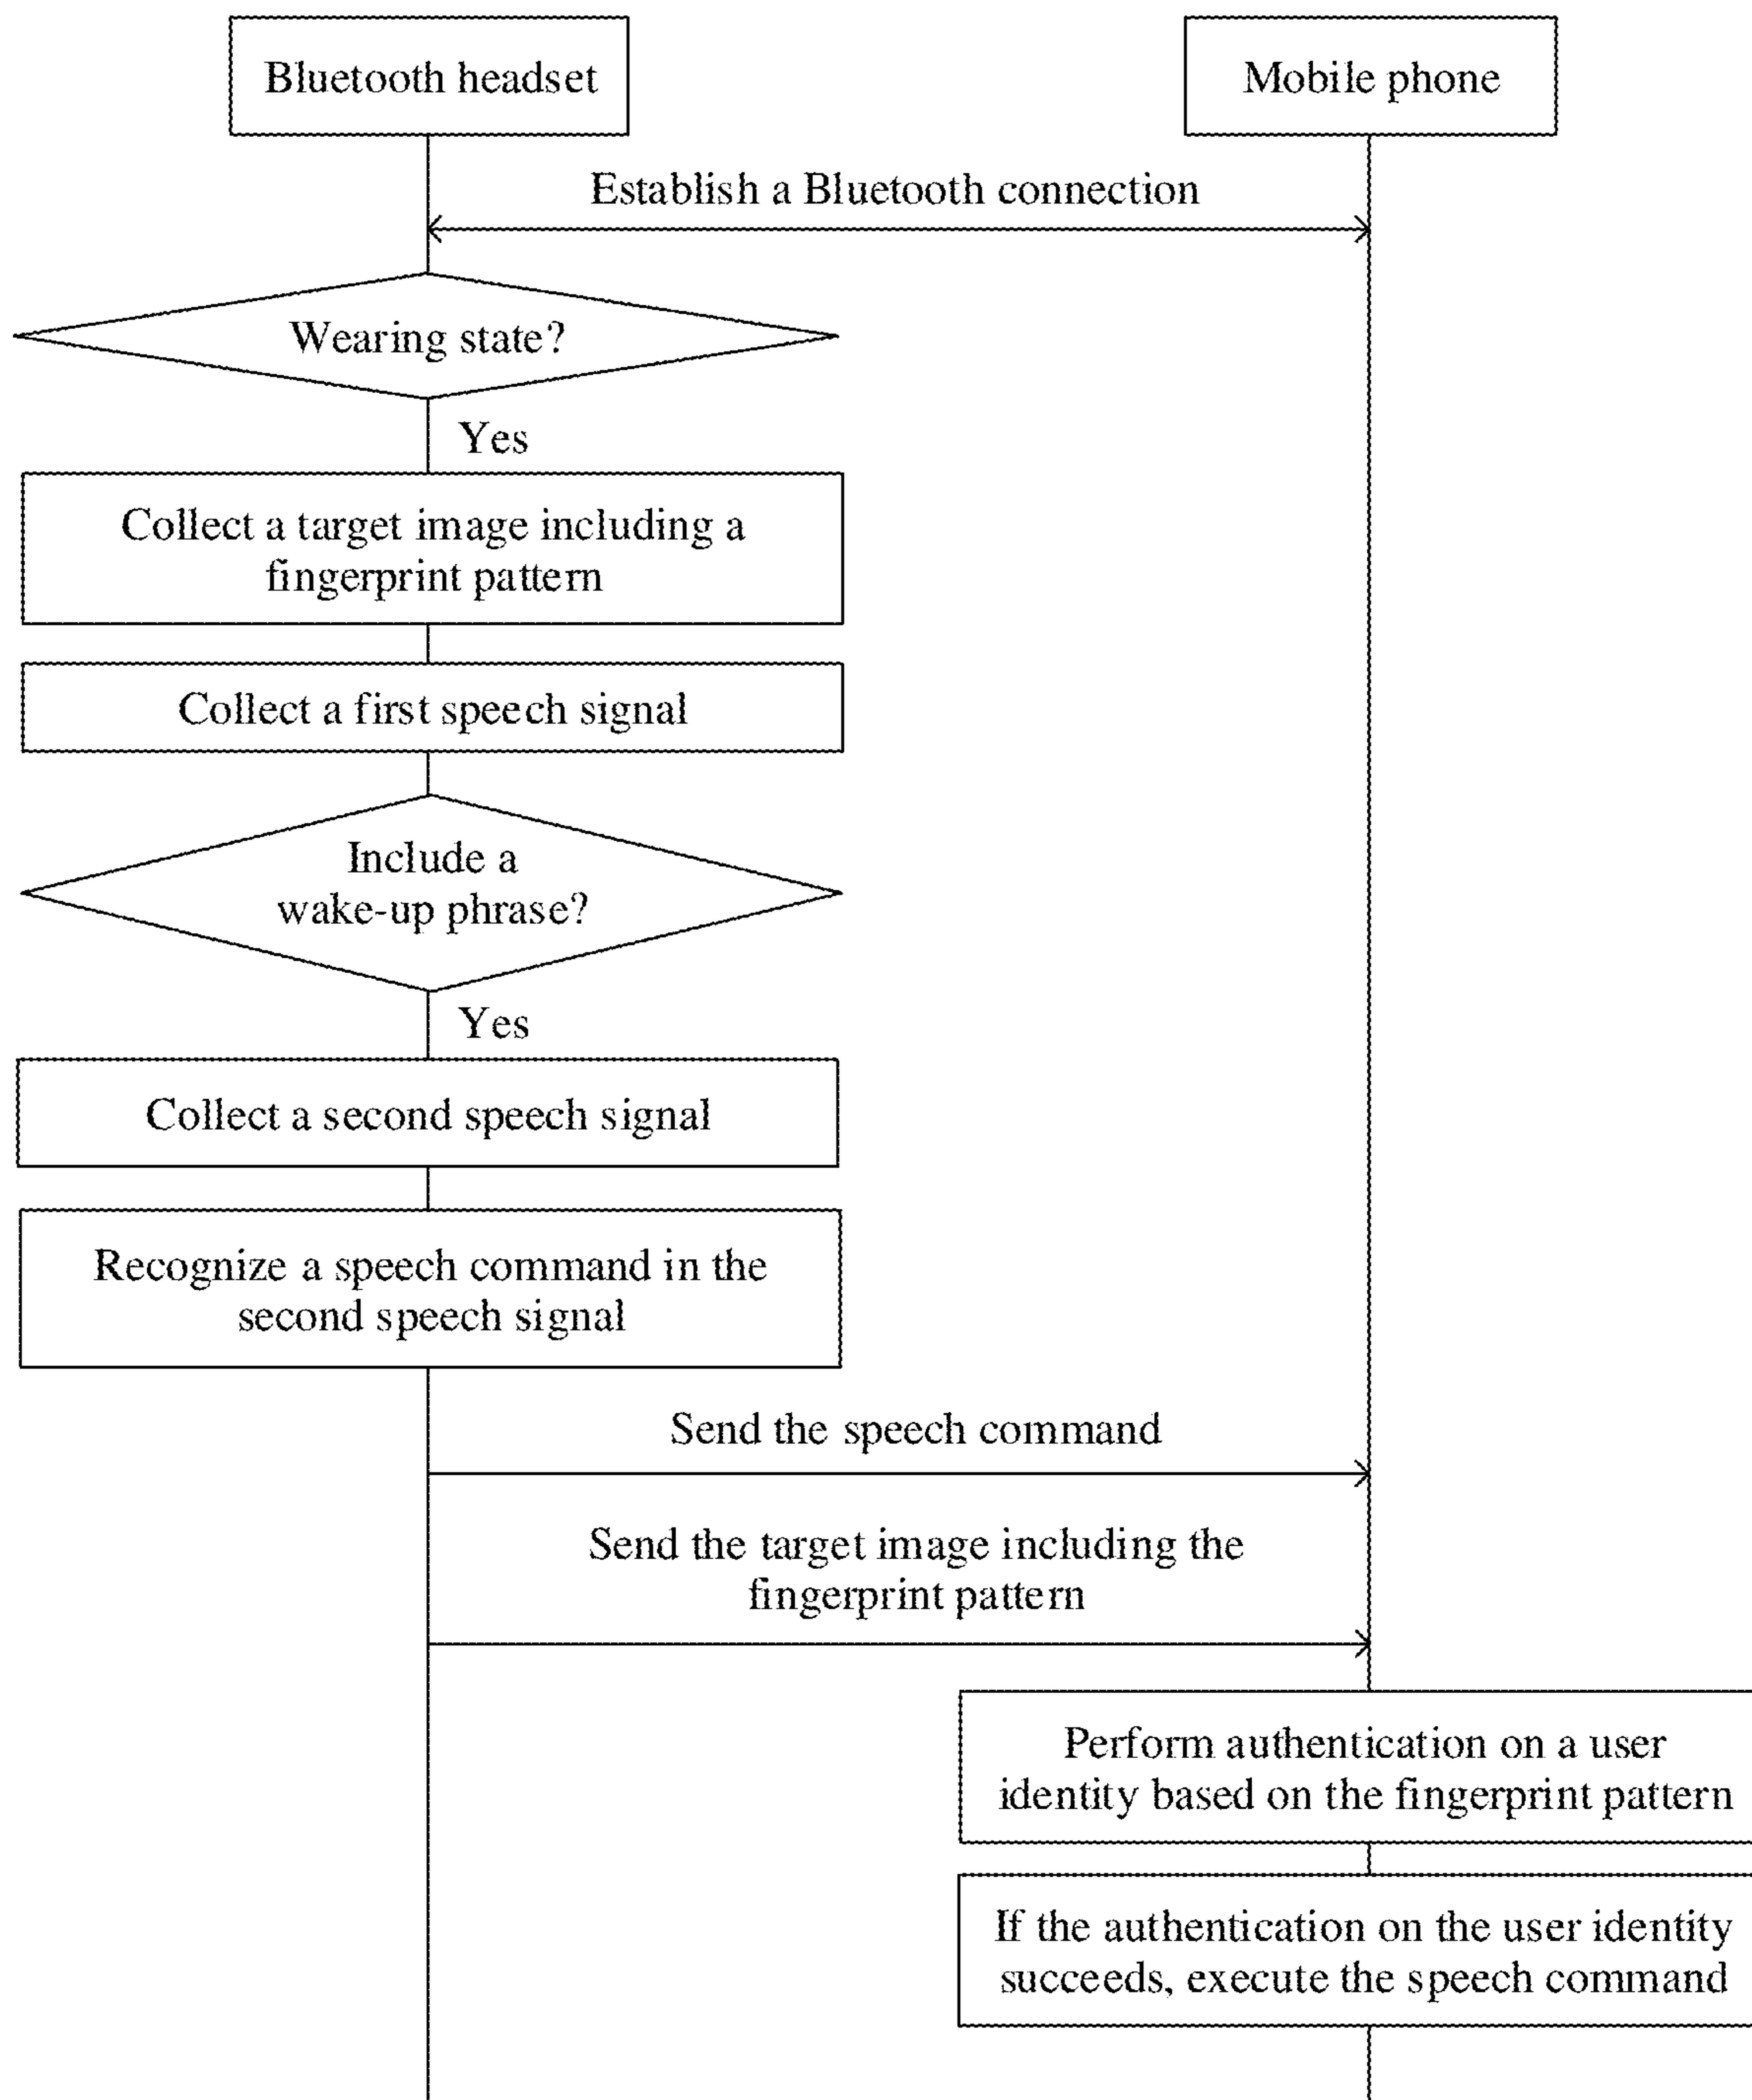 Bluetooth headset
Mobile phone
Establish a Bluetooth connection
Wearing state?
Yes
Collect a target image including a
fingerprint pattern
Collect a first speech signal
Include a
wake-up phrase?
Yes
Collect a second speech signal
Recognize a speech command in the
second speech signal
Send the speech command
Send the target image including the
fingerprint pattern
Perform authentication on a user
identity based on the fingerprint pattern
If the authentication on the user identity
succeeds, execute the speech command